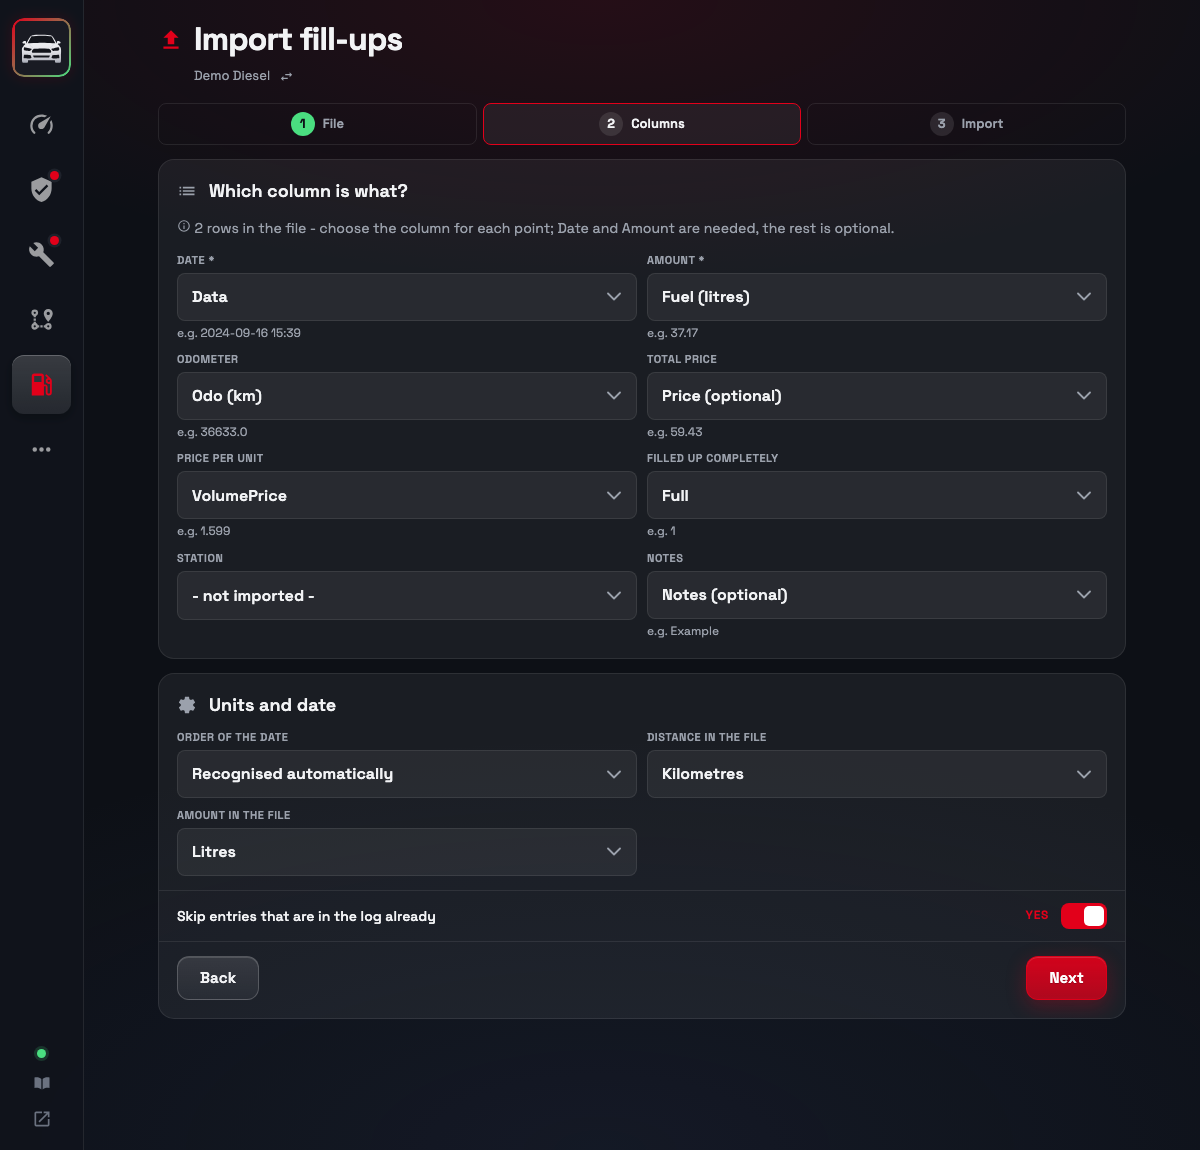 Import fill-ups
Demo Diesel
1 File
2 Columns
3 Import
Which column is what?
2 rows in the file - choose the column for each point; Date and Amount are needed, the rest is optional.
DATE *
Data
e.g. 2024-09-16 15:39
AMOUNT *
Fuel (litres)
e.g. 37.17
ODOMETER
Odo (km)
e.g. 36633.0
TOTAL PRICE
Price (optional)
e.g. 59.43
PRICE PER UNIT
VolumePrice
e.g. 1.599
FILLED UP COMPLETELY
Full
e.g. 1
STATION
- not imported -
NOTES
Notes (optional)
e.g. Example
Units and date
ORDER OF THE DATE
Recognised automatically
DISTANCE IN THE FILE
Kilometres
AMOUNT IN THE FILE
Litres
Skip entries that are in the log already
YES
Back
Next